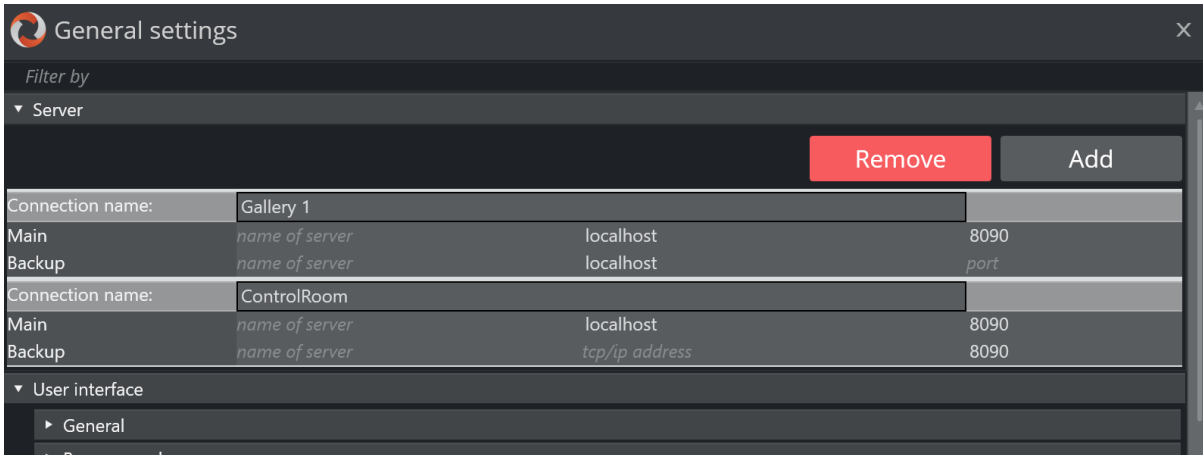 General settings
Filter by
Server
Remove Add
Connection name: Gallery 1
Main name of server localhost 8090
Backup name of server localhost port
Connection name: ControlRoom
Main name of server localhost 8090
Backup name of server tcp/ip address 8090
User interface
General